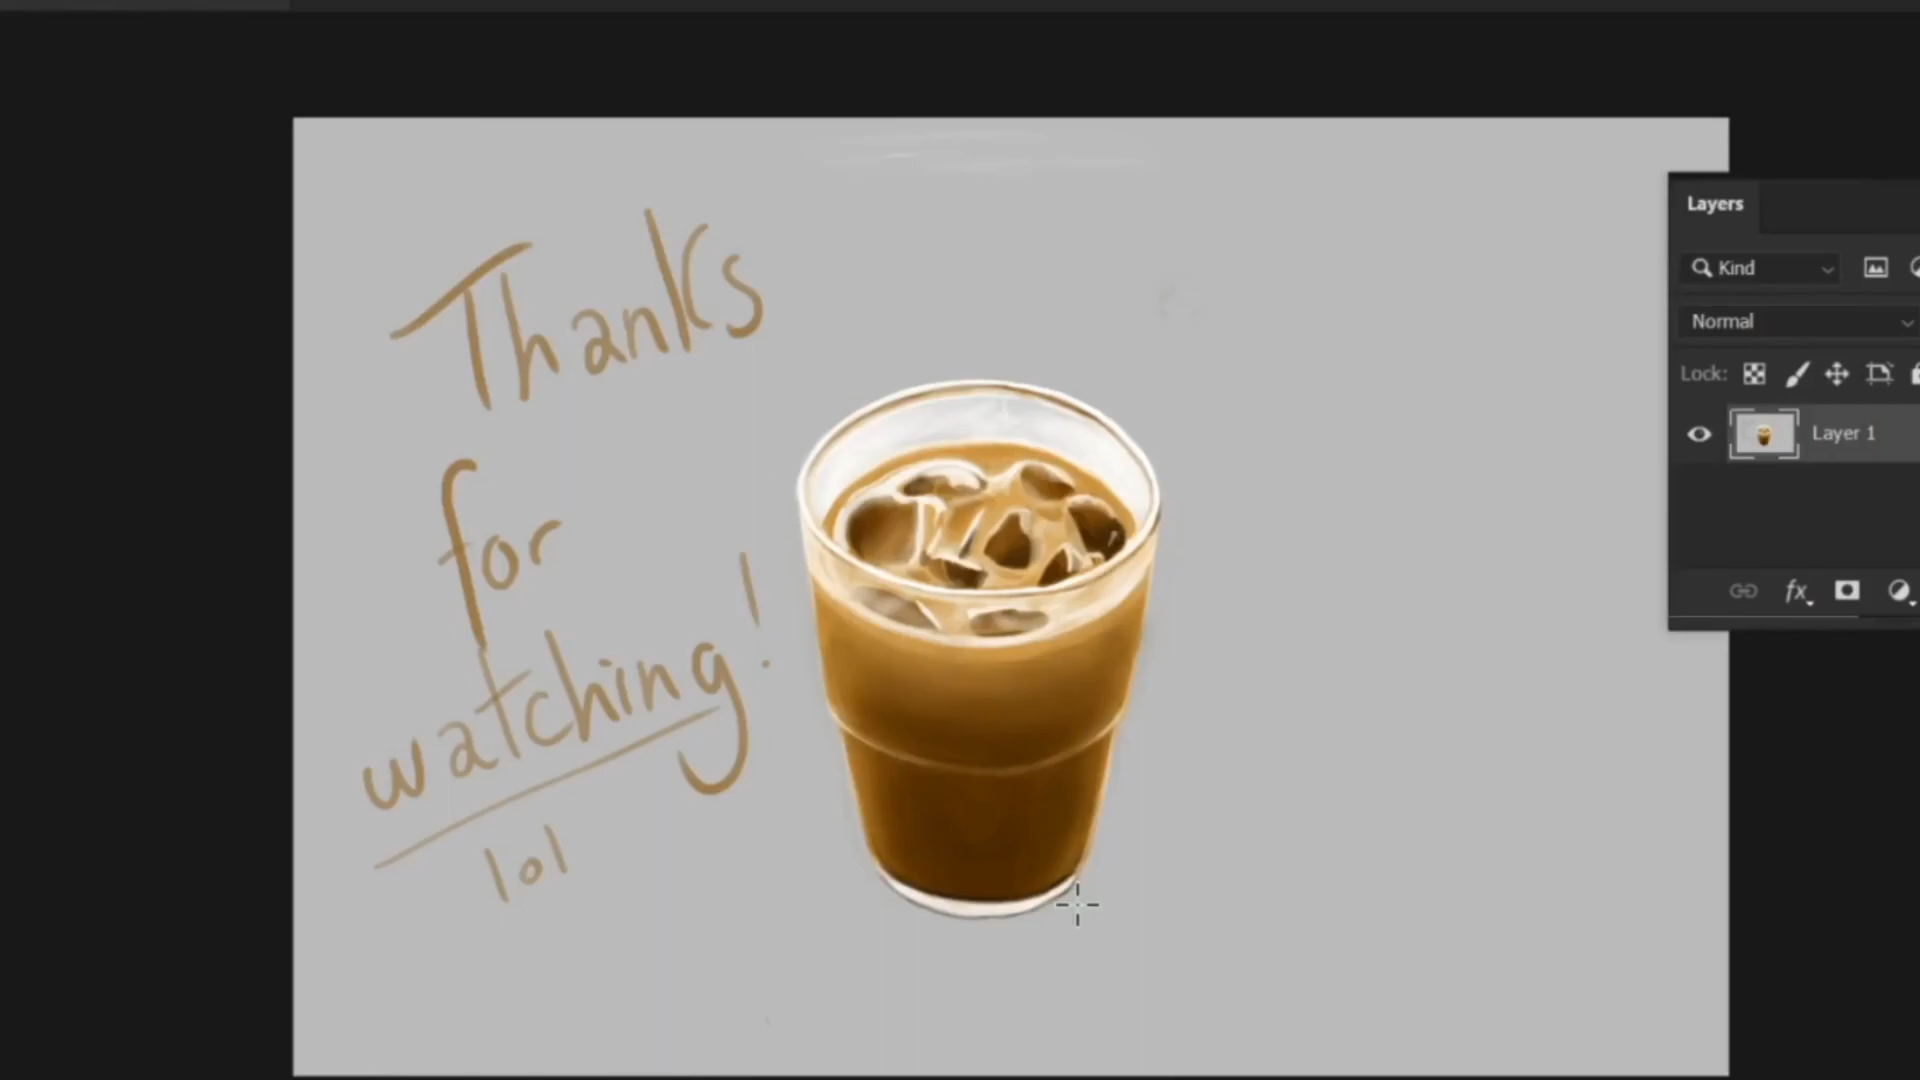 Thanks
for
watching!
lol
Layers
Kind
Normal
Lock:
Layer 1
fx